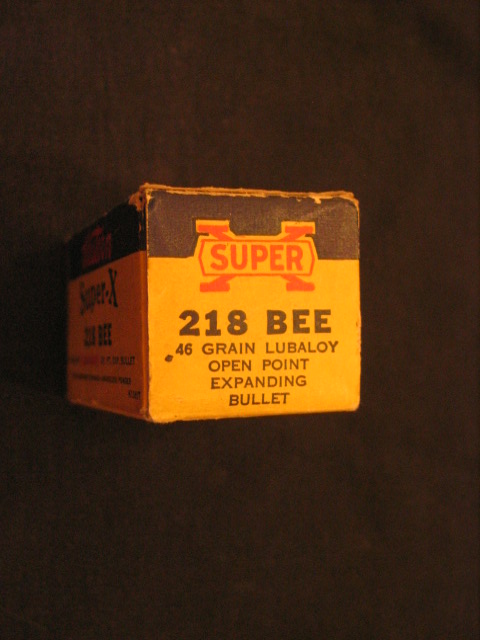 SUPER
218 BEE
46 GRAIN LUBALOY
OPEN POINT
EXPANDING
BULLET
Super-X
218 BEE